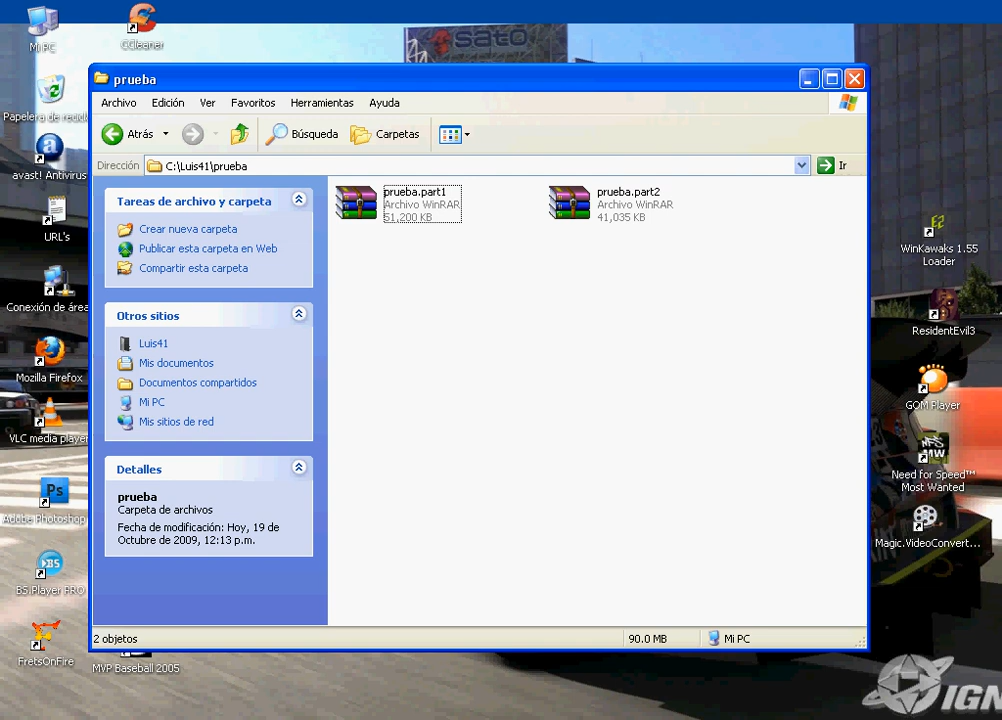 Mi PC
CCleaner
Papelera de recicl
avast! Antivirus
URL's
Conexión de área
Mozilla Firefox
VLC media player
Ps
Adobe Photoshop
BS
BS.Player PRO
FretsOnFire
MVP Baseball 2005
sato
prueba
Archivo Edición Ver Favoritos Herramientas Ayuda
Atrás Búsqueda Carpetas
Dirección C:\Luis41\prueba Ir
Tareas de archivo y carpeta
Crear nueva carpeta
Publicar esta carpeta en Web
Compartir esta carpeta
Otros sitios
Luis41
Mis documentos
Documentos compartidos
Mi PC
Mis sitios de red
Detalles
prueba
Carpeta de archivos
Fecha de modificación: Hoy, 19 de
Octubre de 2009, 12:13 p.m.
prueba.part1
Archivo WinRAR
51,200 KB
prueba.part2
Archivo WinRAR
41,035 KB
2 objetos 90.0 MB Mi PC
WinKawaks 1.55
Loader
ResidentEvil3
GOM Player
NFS
MW
Need for Speed™
Most Wanted
Magic.VideoConvert...
IGN